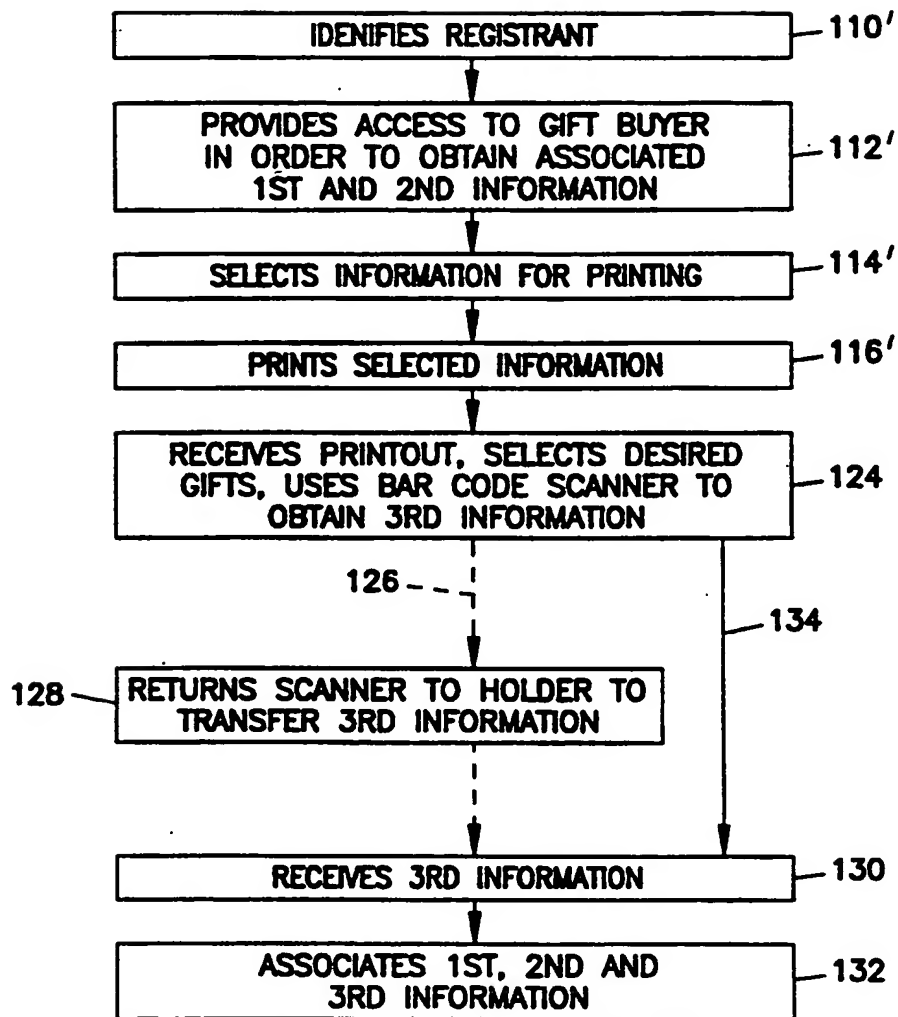 IDENIFIES REGISTRANT
110'
PROVIDES ACCESS TO GIFT BUYER
IN ORDER TO OBTAIN ASSOCIATED
1ST AND 2ND INFORMATION
112'
SELECTS INFORMATION FOR PRINTING
114'
PRINTS SELECTED INFORMATION
116'
RECEIVES PRINTOUT, SELECTS DESIRED
GIFTS, USES BAR CODE SCANNER TO
OBTAIN 3RD INFORMATION
124
126
134
128
RETURNS SCANNER TO HOLDER TO
TRANSFER 3RD INFORMATION
RECEIVES 3RD INFORMATION
130
ASSOCIATES 1ST, 2ND AND
3RD INFORMATION
132